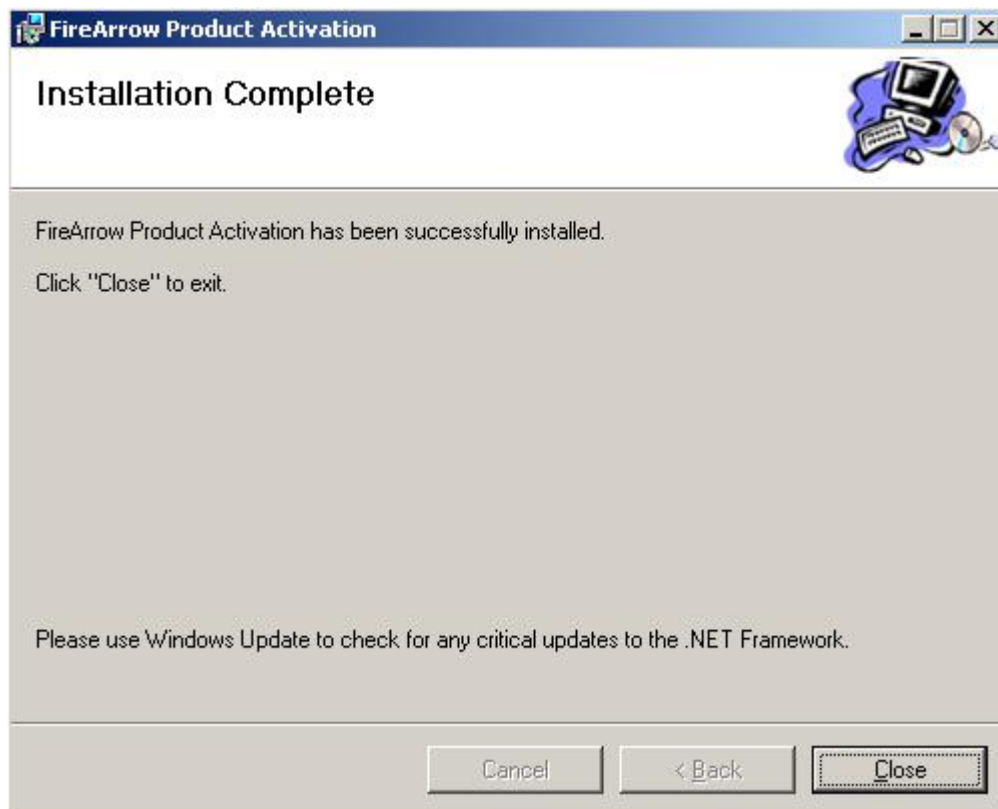 FireArrow Product Activation
Installation Complete
FireArrow Product Activation has been successfully installed.
Click "Close" to exit.
Please use Windows Update to check for any critical updates to the .NET Framework.
Cancel
< Back
Close